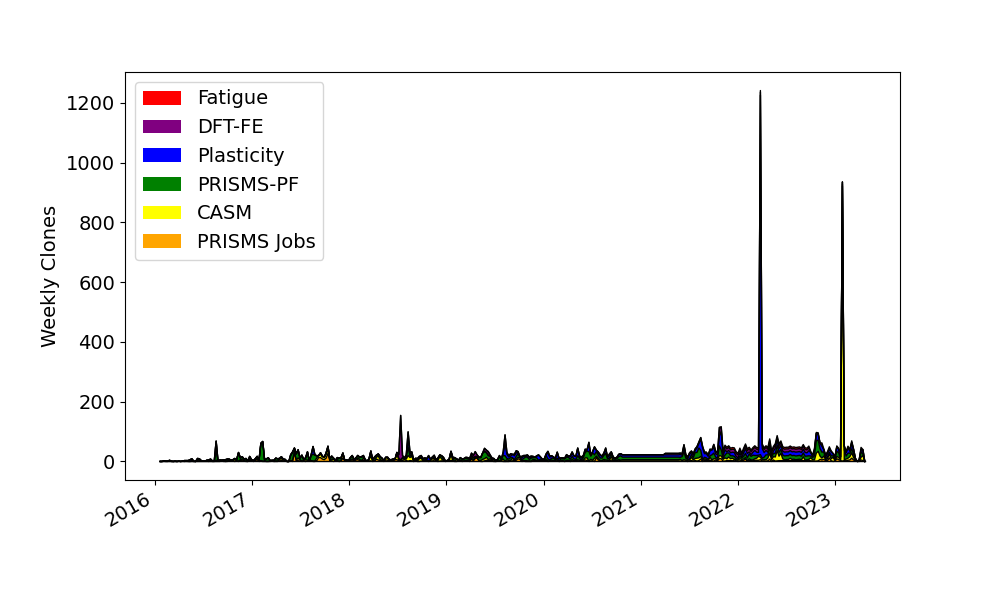 Fatigue
DFT-FE
Plasticity
PRISMS-PF
CASM
PRISMS Jobs
Weekly Clones
1200
1000
800
600
400
200
0
2016
2017
2018
2019
2020
2021
2022
2023